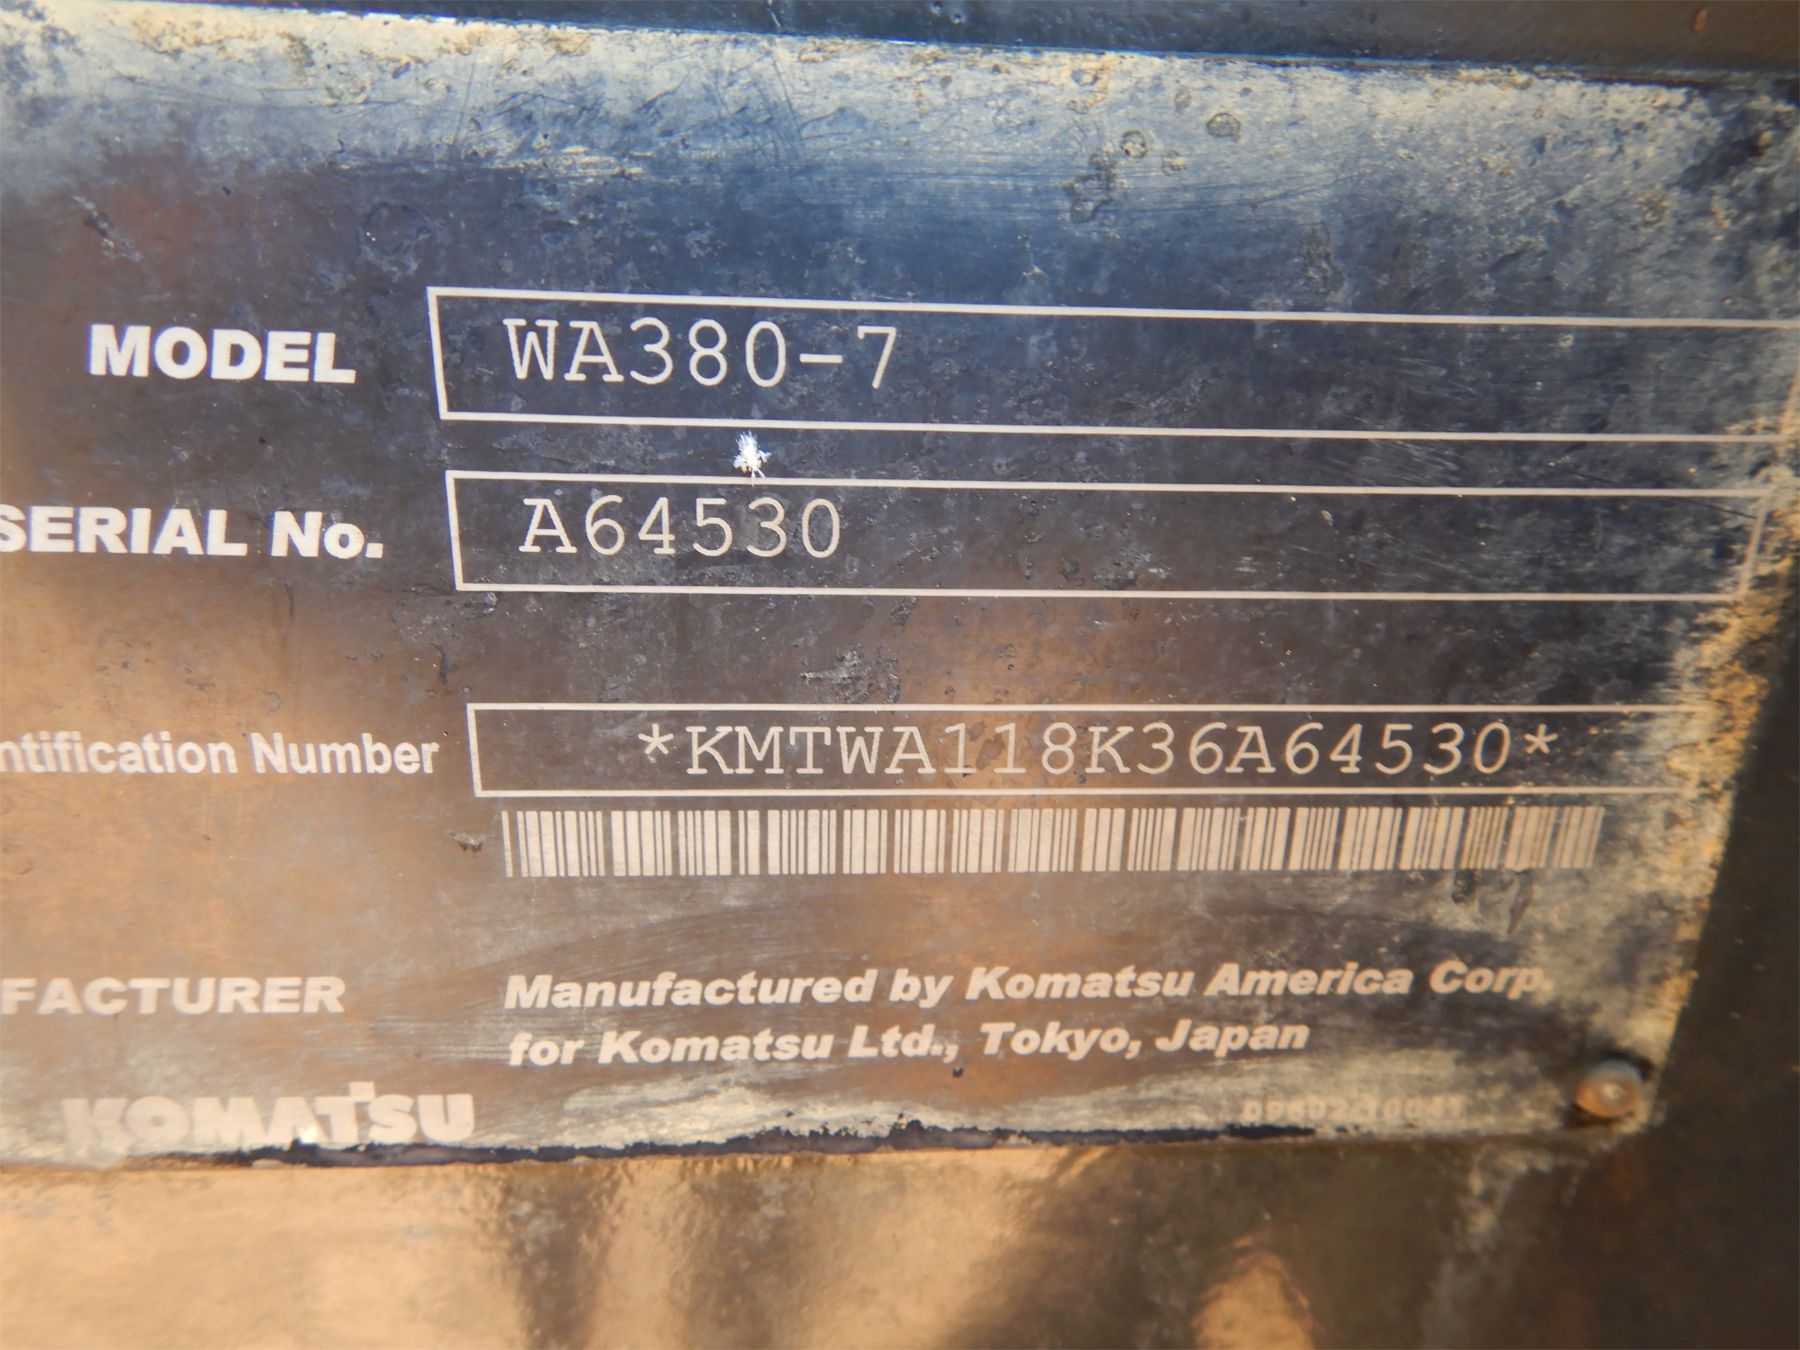 MODEL WA380-7
SERIAL No. A64530
ntification Number *KMTWA118K36A64530*
FACTURER Manufactured by Komatsu America Corp.
for Komatsu Ltd., Tokyo, Japan
KOMATSU